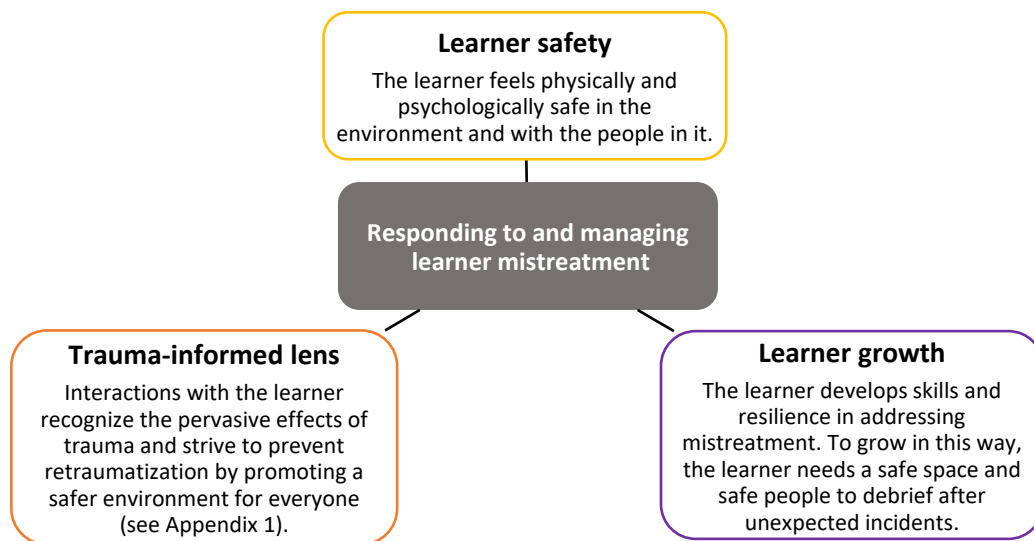 Learner safety
The learner feels physically and
psychologically safe in the
environment and with the people in it.
Responding to and managing
learner mistreatment
Trauma-informed lens
Interactions with the learner
recognize the pervasive effects of
trauma and strive to prevent
retraumatization by promoting a
safer environment for everyone
(see Appendix 1).
Learner growth
The learner develops skills and
resilience in addressing
mistreatment. To grow in this way,
the learner needs a safe space and
safe people to debrief after
unexpected incidents.